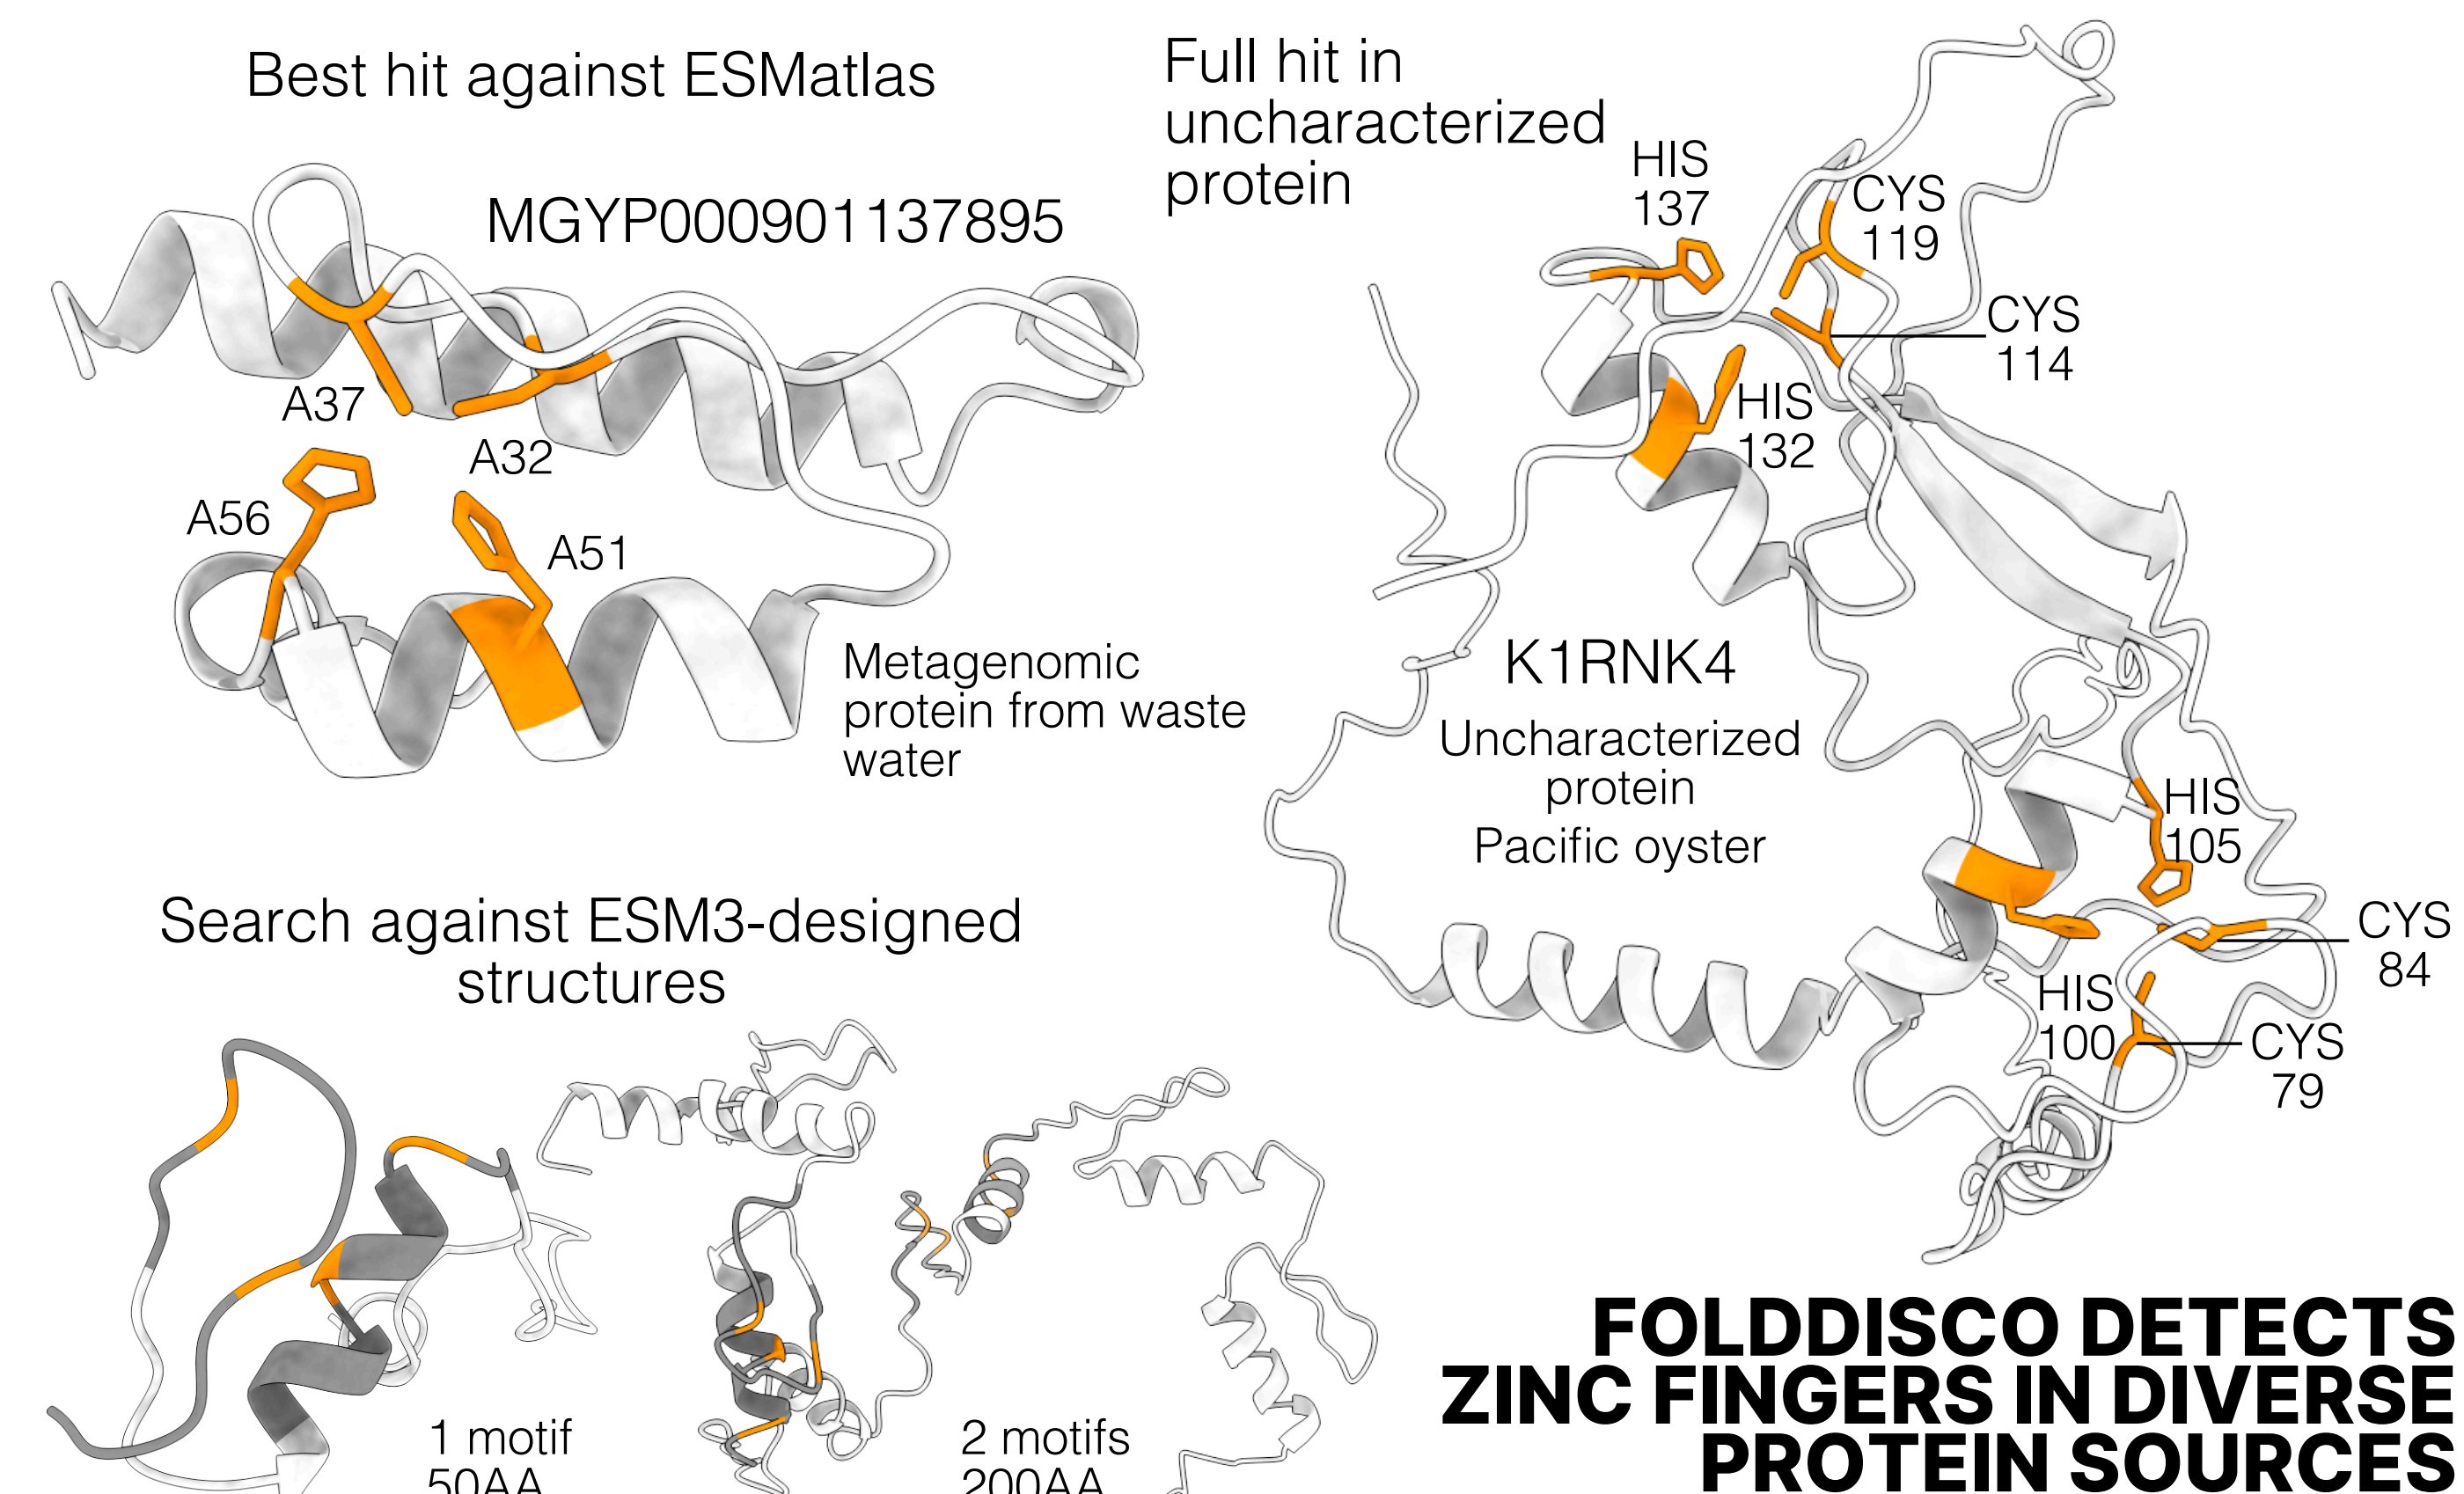 Best hit against ESMatlas
MGYP000901137895
A37
A32
A56
A51
Metagenomic
protein from waste
water
Full hit in
uncharacterized
protein
HIS
137
CYS
119
CYS
114
HIS
132
K1RNK4
Uncharacterized
protein
Pacific oyster
HIS
105
CYS
84
HIS
100
CYS
79
Search against ESM3-designed
structures
1 motif
50AA
2 motifs
200AA
FOLDDISCO DETECTS
ZINC FINGERS IN DIVERSE
PROTEIN SOURCES